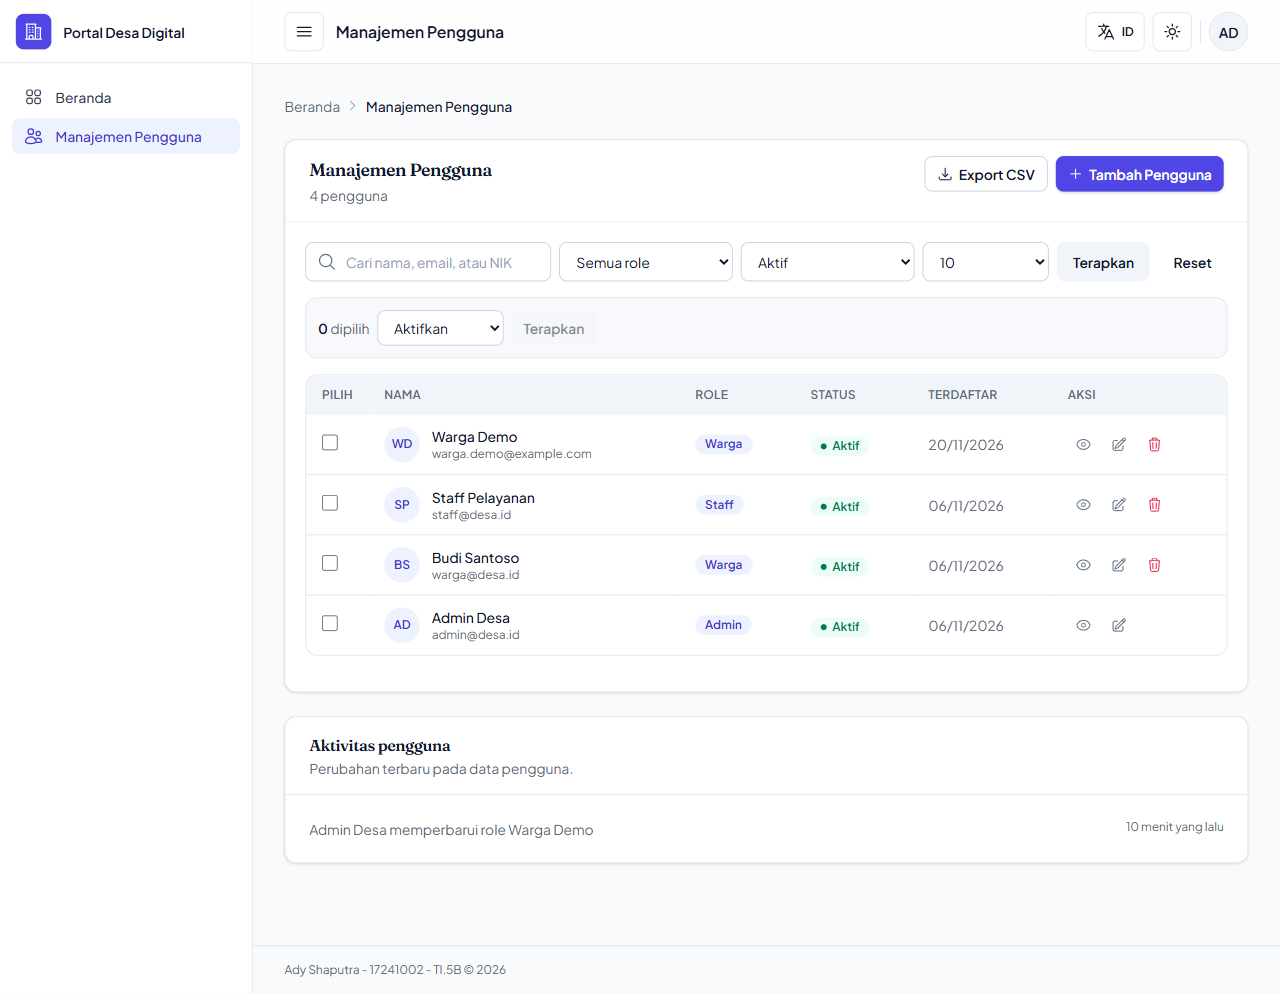 Portal Desa Digital
Manajemen Pengguna
ID
AD
Beranda
Manajemen Pengguna
Beranda > Manajemen Pengguna
Manajemen Pengguna
4 pengguna
Export CSV
Tambah Pengguna
Cari nama, email, atau NIK
Semua role
Aktif
10
Terapkan
Reset
0 dipilih
Aktifkan
Terapkan
PILIH NAMA ROLE STATUS TERDAFTAR AKSI
WD Warga Demo Warga Aktif 20/11/2026
warga.demo@example.com
SP Staff Pelayanan Staff Aktif 06/11/2026
staff@desa.id
BS Budi Santoso Warga Aktif 06/11/2026
warga@desa.id
AD Admin Desa Admin Aktif 06/11/2026
admin@desa.id
Aktivitas pengguna
Perubahan terbaru pada data pengguna.
Admin Desa memperbarui role Warga Demo
10 menit yang lalu
Ady Shaputra - 17241002 - TI.5B © 2026